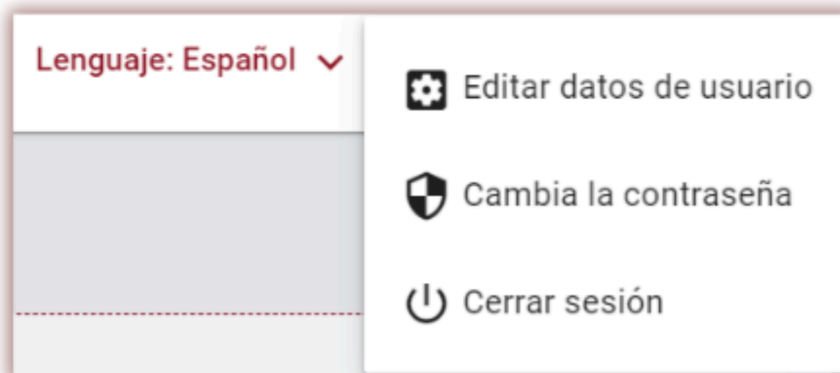 Lenguaje: Español
Editar datos de usuario
Cambia la contraseña
Cerrar sesión